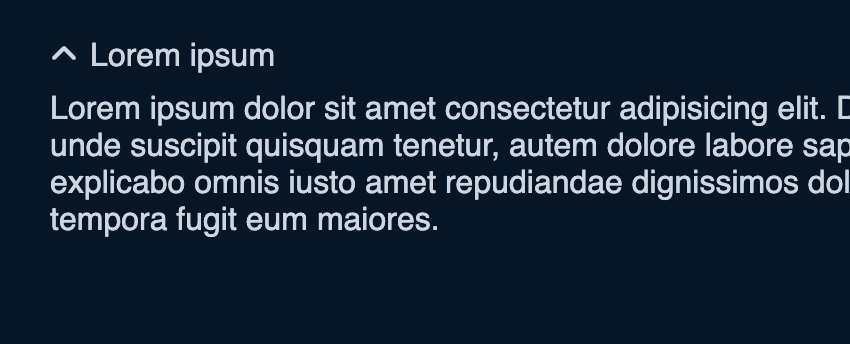 Lorem ipsum
Lorem ipsum dolor sit amet consectetur adipisicing elit.
unde suscipit quisquam tenetur, autem dolore labore
explicabo omnis iusto amet repudiandae dignissimos
tempora fugit eum maiores.